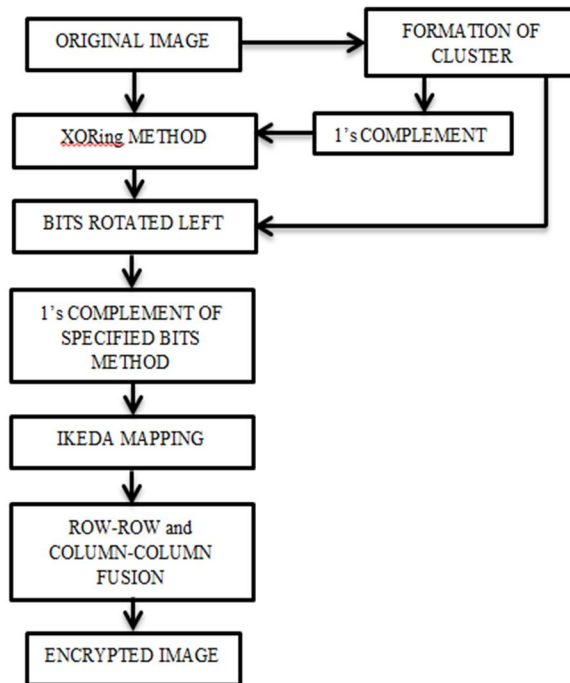 ORIGINAL IMAGE
FORMATION OF
CLUSTER
XORing METHOD
1's COMPLEMENT
BITS ROTATED LEFT
1's COMPLEMENT OF
SPECIFIED BITS
METHOD
IKEDA MAPPING
ROW-ROW and
COLUMN-COLUMN
FUSION
ENCRYPTED IMAGE